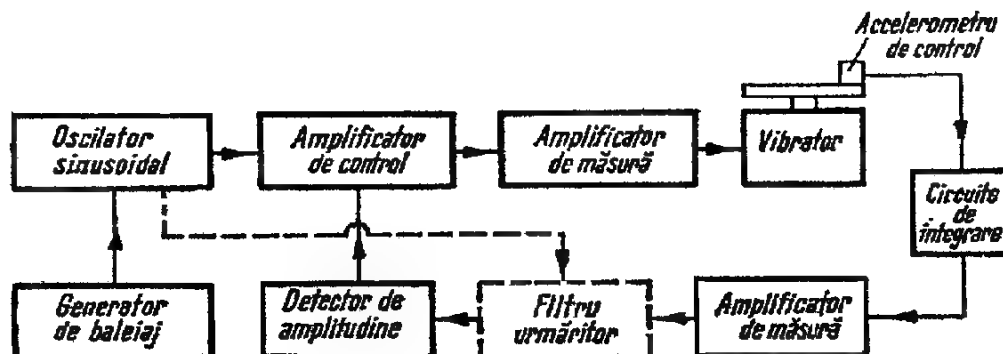 Accelerometru
de control
Oscilator
sinusoidal
Amplificator
de control
Amplificator
de măsură
Vibrator
Circuite
de
integrare
Generator
de baleiaj
Detector de
amplitudine
Filtru
urmăritor
Amplificator
de măsură